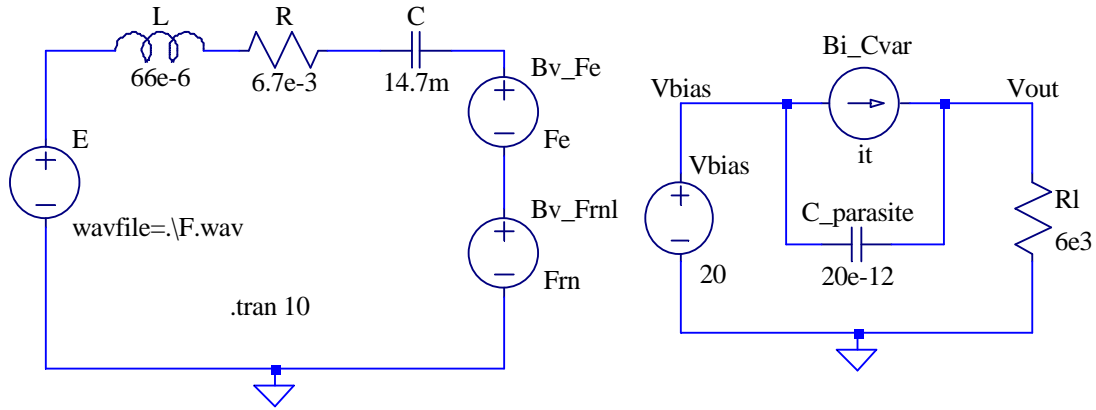 L
R
C
66e-6
6.7e-3
14.7m
Bv_Fe
Fe
E
wavfile=.\F.wav
Bv_Frnl
Frn
.tran 10
Bi_Cvar
Vbias
Vout
it
Vbias
C_parasite
Rl
20
20e-12
6e3